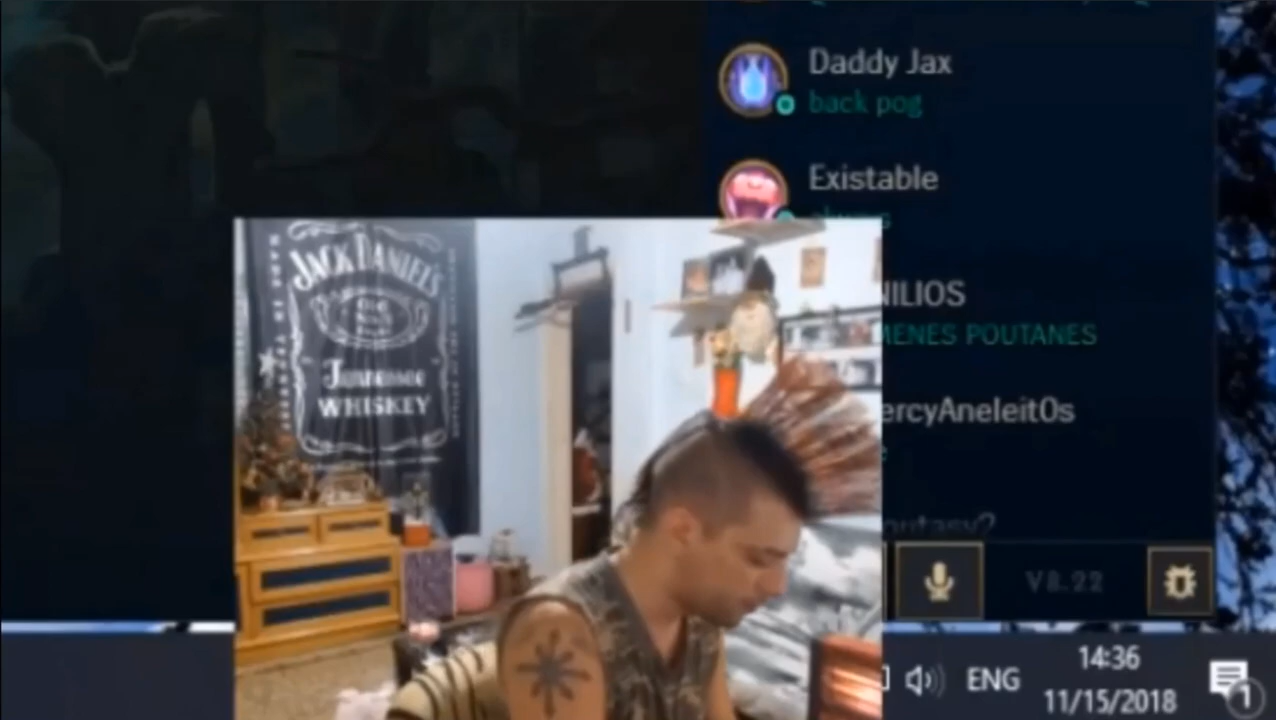 Daddy Jax
back pog
Existable
NILIOS
MENES POUTANES
ercyAneleit0s
JACK DANIEL'S
OLD
Tennessee
WHISKEY
V8.22
ENG
14:36
11/15/2018
1